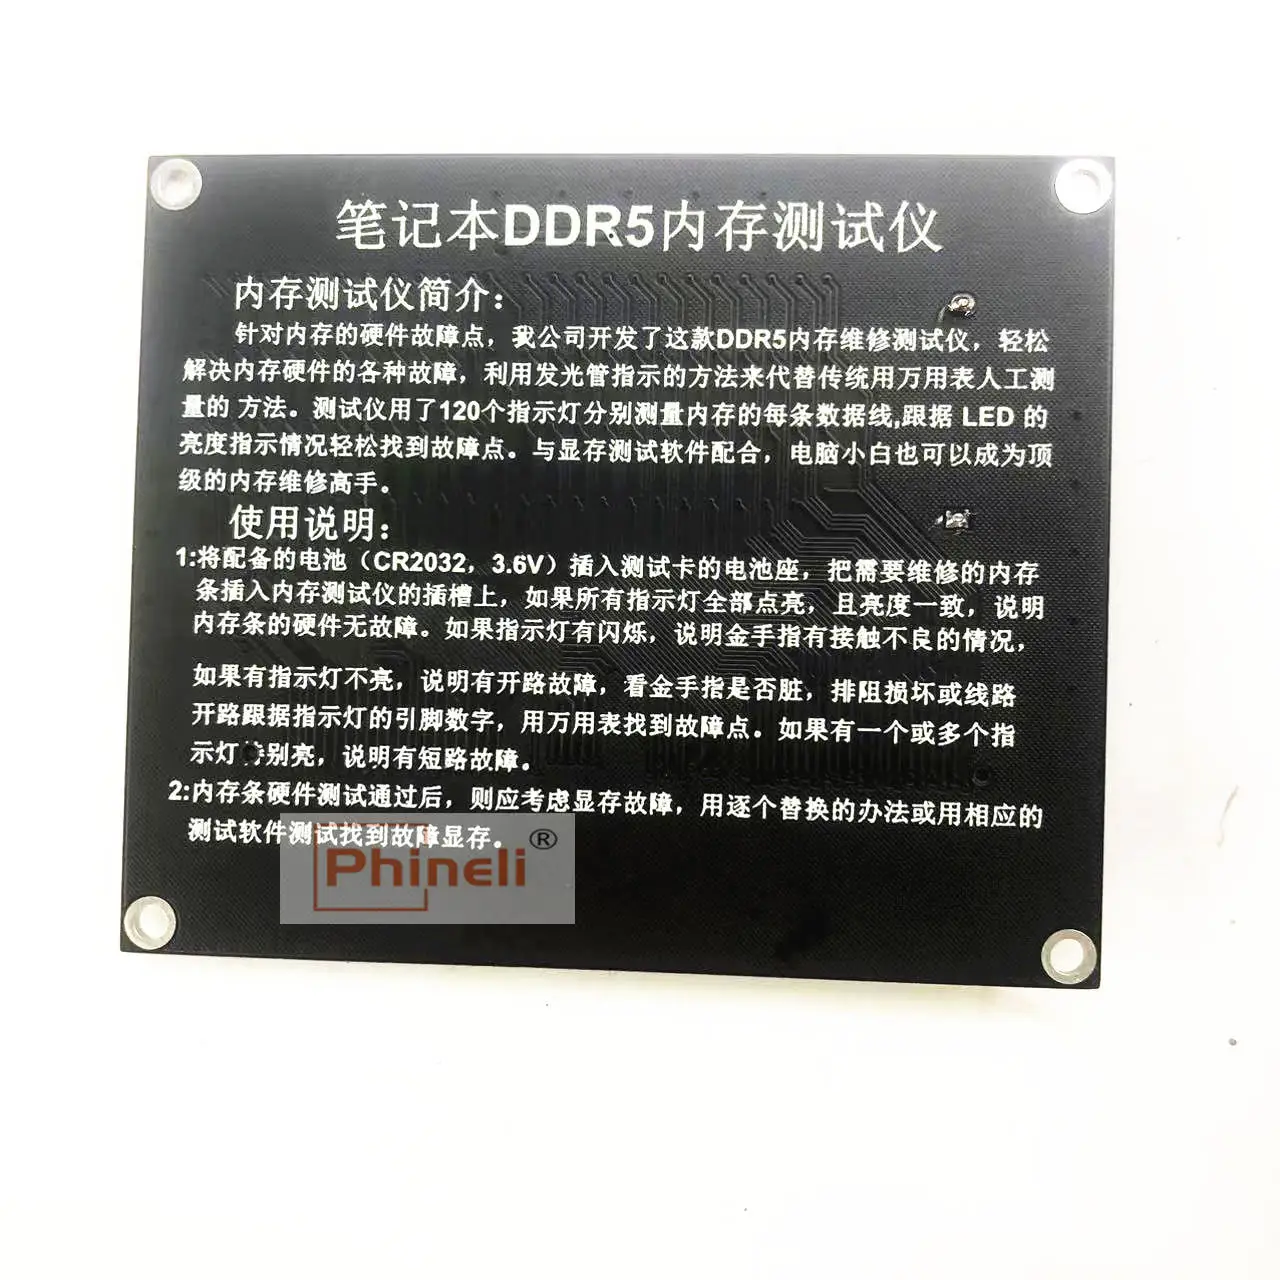 笔记本DDR5内存测试仪
内存测试仪简介：
针对内存的硬件故障点，我公司开发了这款DDR5内存维修测试仪，轻松
解决内存硬件的各种故障，利用发光管指示的方法来代替传统用万用表人工测
量的 方法。测试仪用了120个指示灯分别测量内存的每条数据线,跟据 LED 的
亮度指示情况轻松找到故障点。与显存测试软件配合，电脑小白也可以成为顶
级的内存维修高手。
使用说明：
1:将配备的电池（CR2032，3.6V）插入测试卡的电池座，把需要维修的内存
条插入内存测试仪的插槽上，如果所有指示灯全部点亮，且亮度一致，说明
内存条的硬件无故障。如果指示灯有闪烁，说明金手指有接触不良的情况，
如果有指示灯不亮，说明有开路故障，看金手指是否脏，排阻损坏或线路
开路跟据指示灯的引脚数字，用万用表找到故障点。如果有一个或多个指
示灯 别亮，说明有短路故障。
2:内存条硬件测试通过后，则应考虑显存故障，用逐个替换的办法或用相应的
测试软件测试找到故障显存。
Phineli®